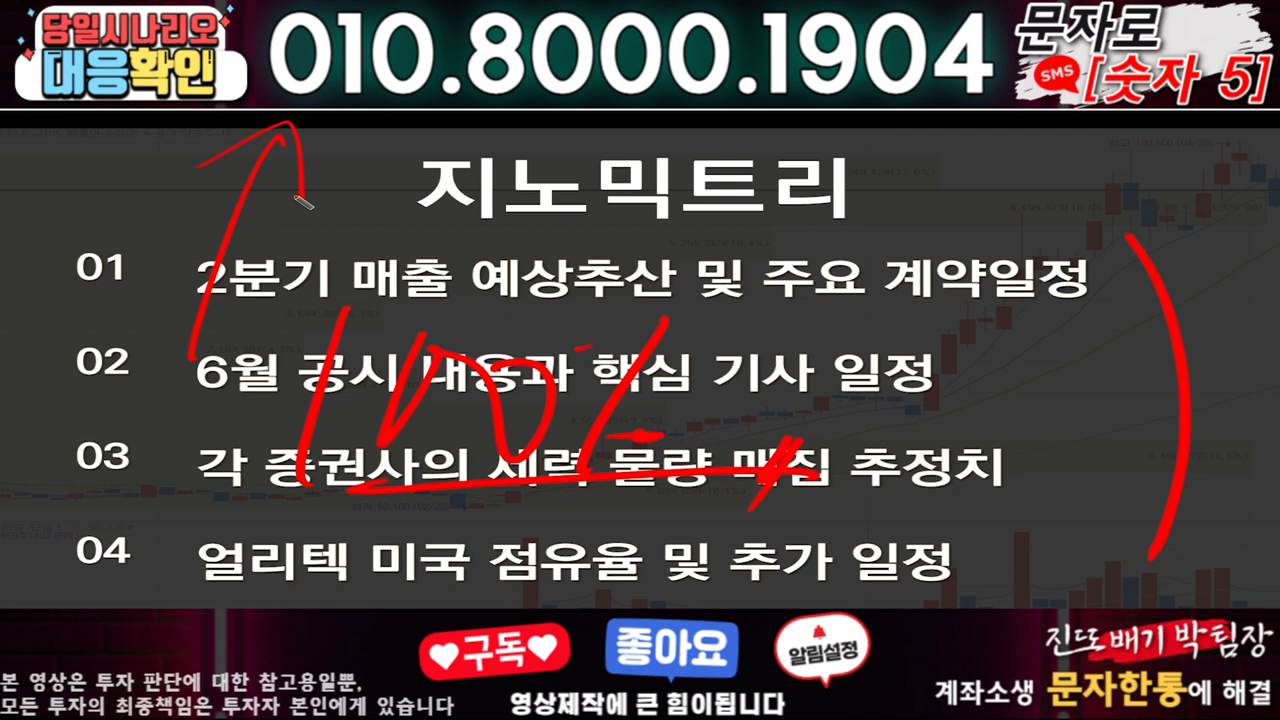 당일시나리오
대응확인
010.8000.1904
문자로
SMS
[숫자 5]
지노믹트리
01
2분기 매출 예상추산 및 주요 계약일정
02
6월 공시 내용과 핵심 기사 일정
100%
03
각 증권사의 세력 물량 매집 추정치
04
얼리텍 미국 점유율 및 추가 일정
구독
좋아요
알림설정
영상제작에 큰 힘이됩니다
본 영상은 투자 판단에 대한 참고용일뿐,
모든 투자의 최종책임은 투자자 본인에게 있습니다
진또배기 박팀장
계좌소생 문자한통에 해결